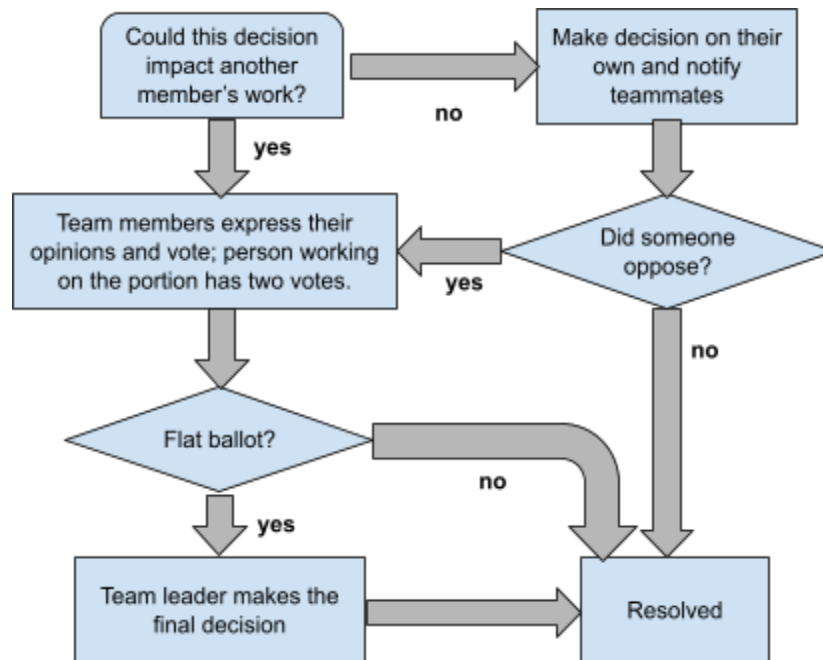 Could this decision
impact another
member's work?
Make decision on their
own and notify
teammates
no
yes
Team members express their
opinions and vote; person working
on the portion has two votes.
Did someone
oppose?
yes
no
Flat ballot?
no
yes
Team leader makes the
final decision
Resolved